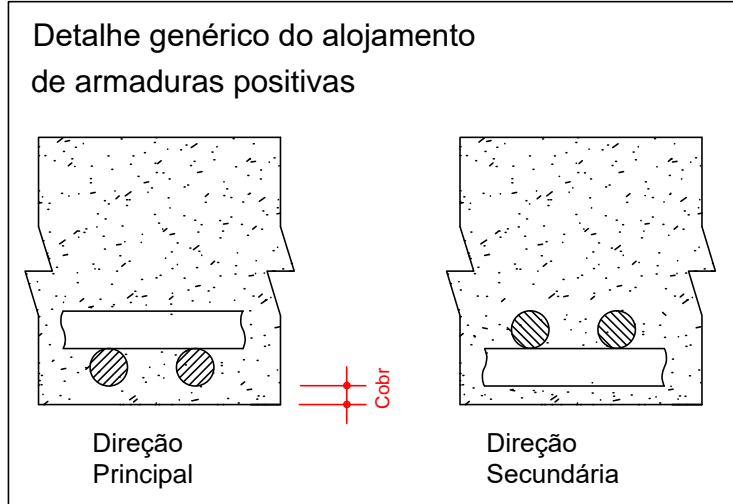 Detalhe genérico do alojamento
de armaduras positivas
Cobr
Direção
Principal
Direção
Secundária